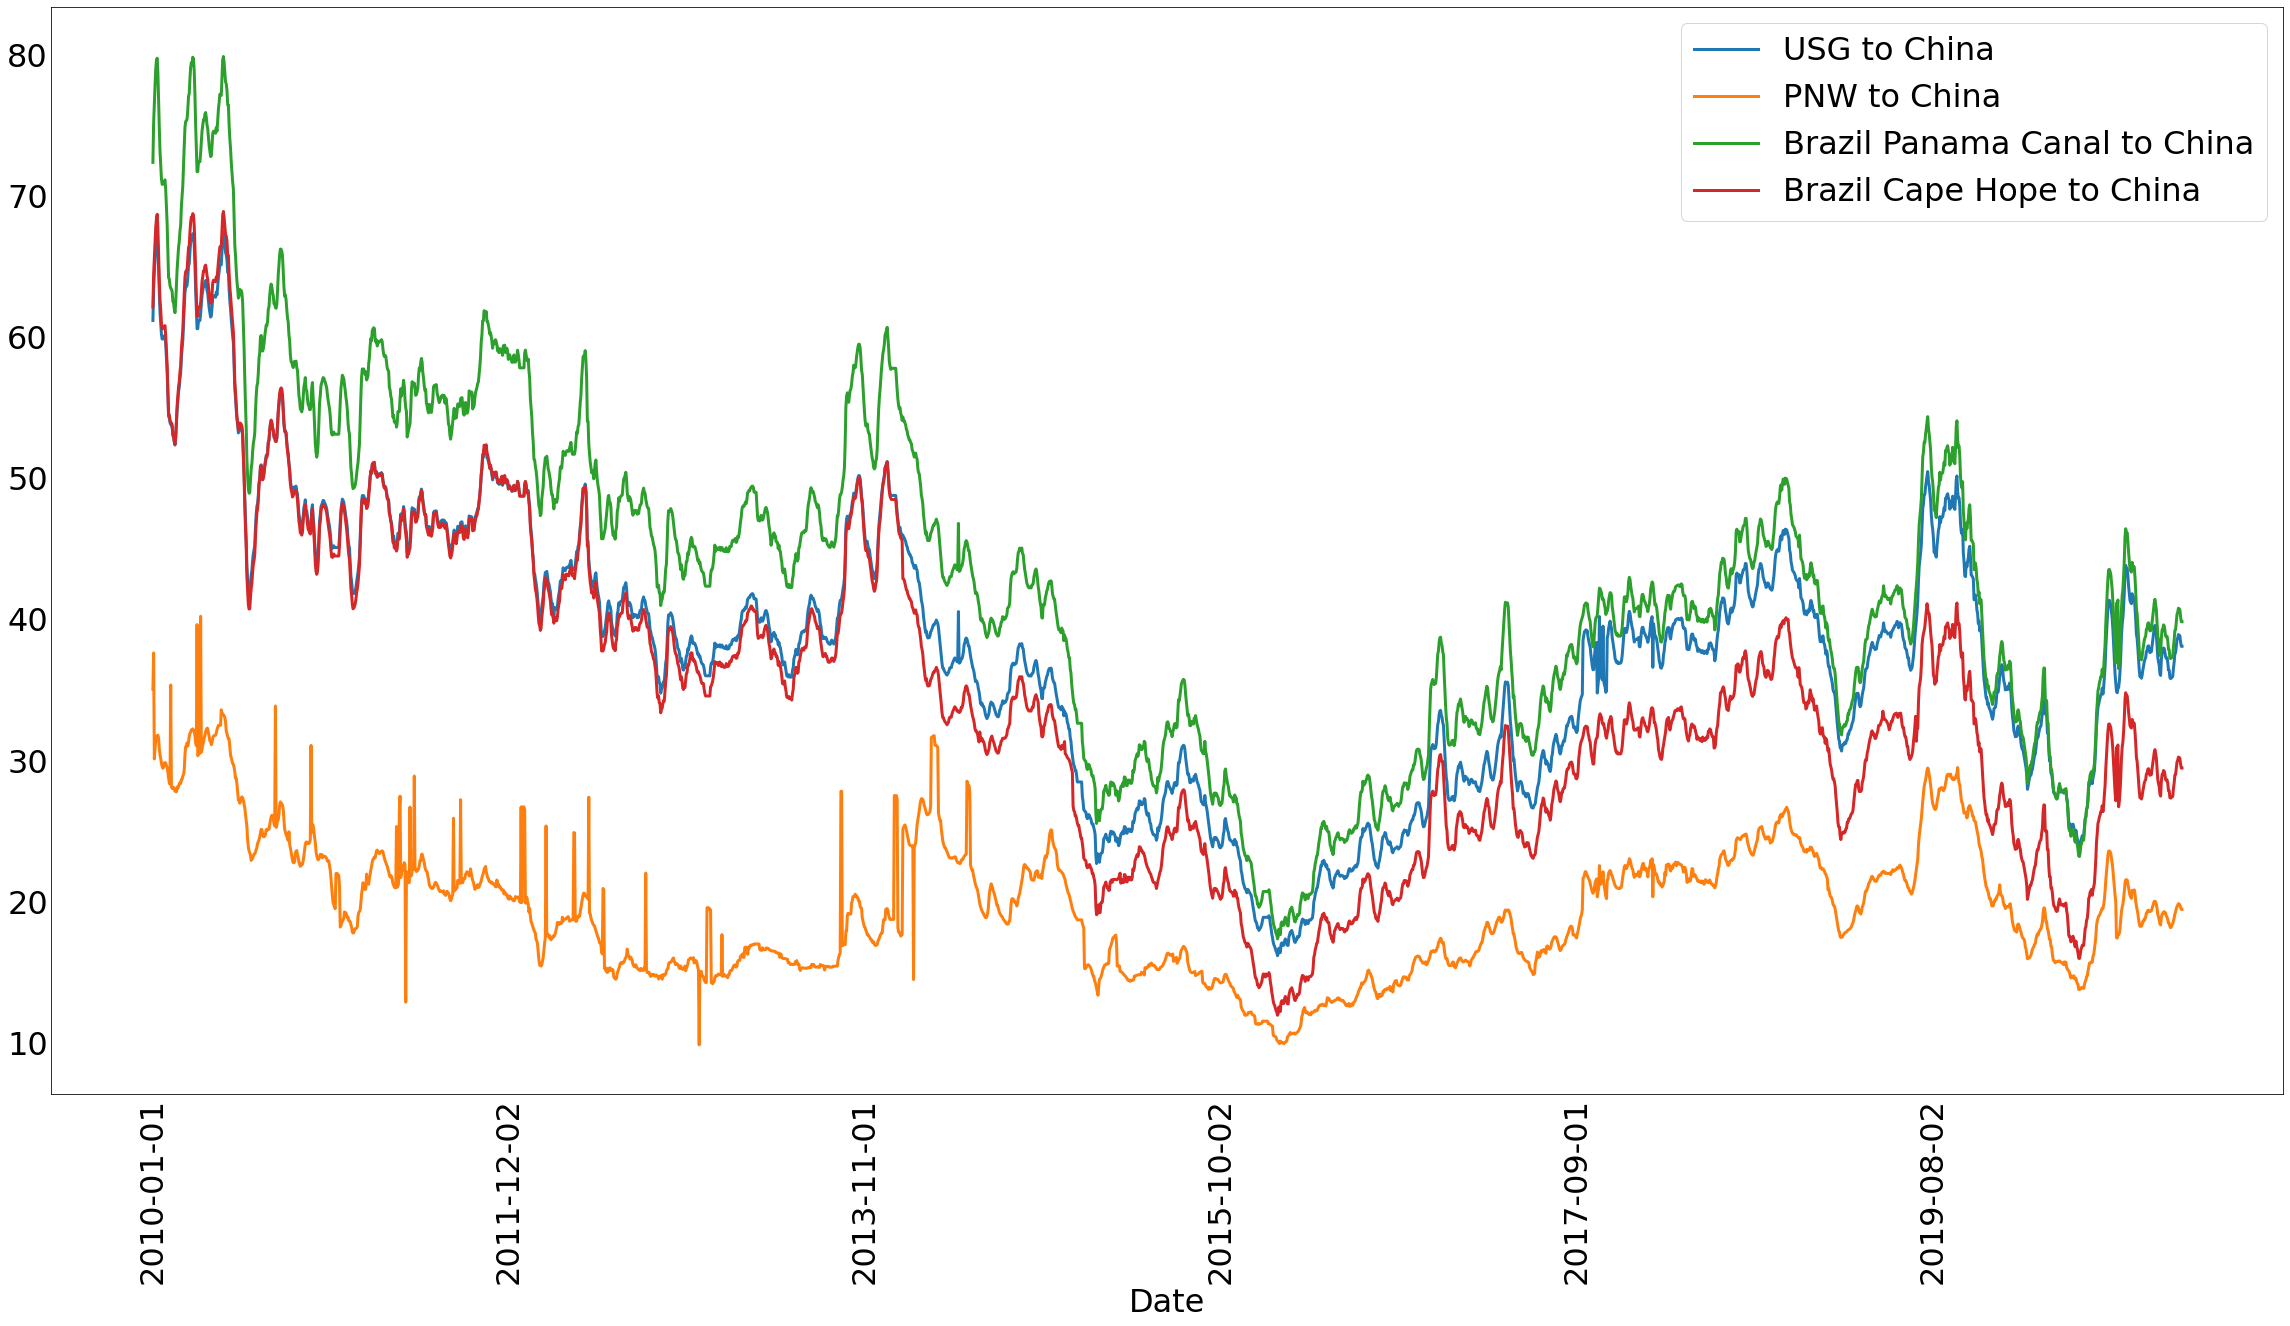 80
70
60
50
40
30
20
10
USG to China
PNW to China
Brazil Panama Canal to China
Brazil Cape Hope to China
2010-01-01
2011-12-02
2013-11-01
2015-10-02
2017-09-01
2019-08-02
Date